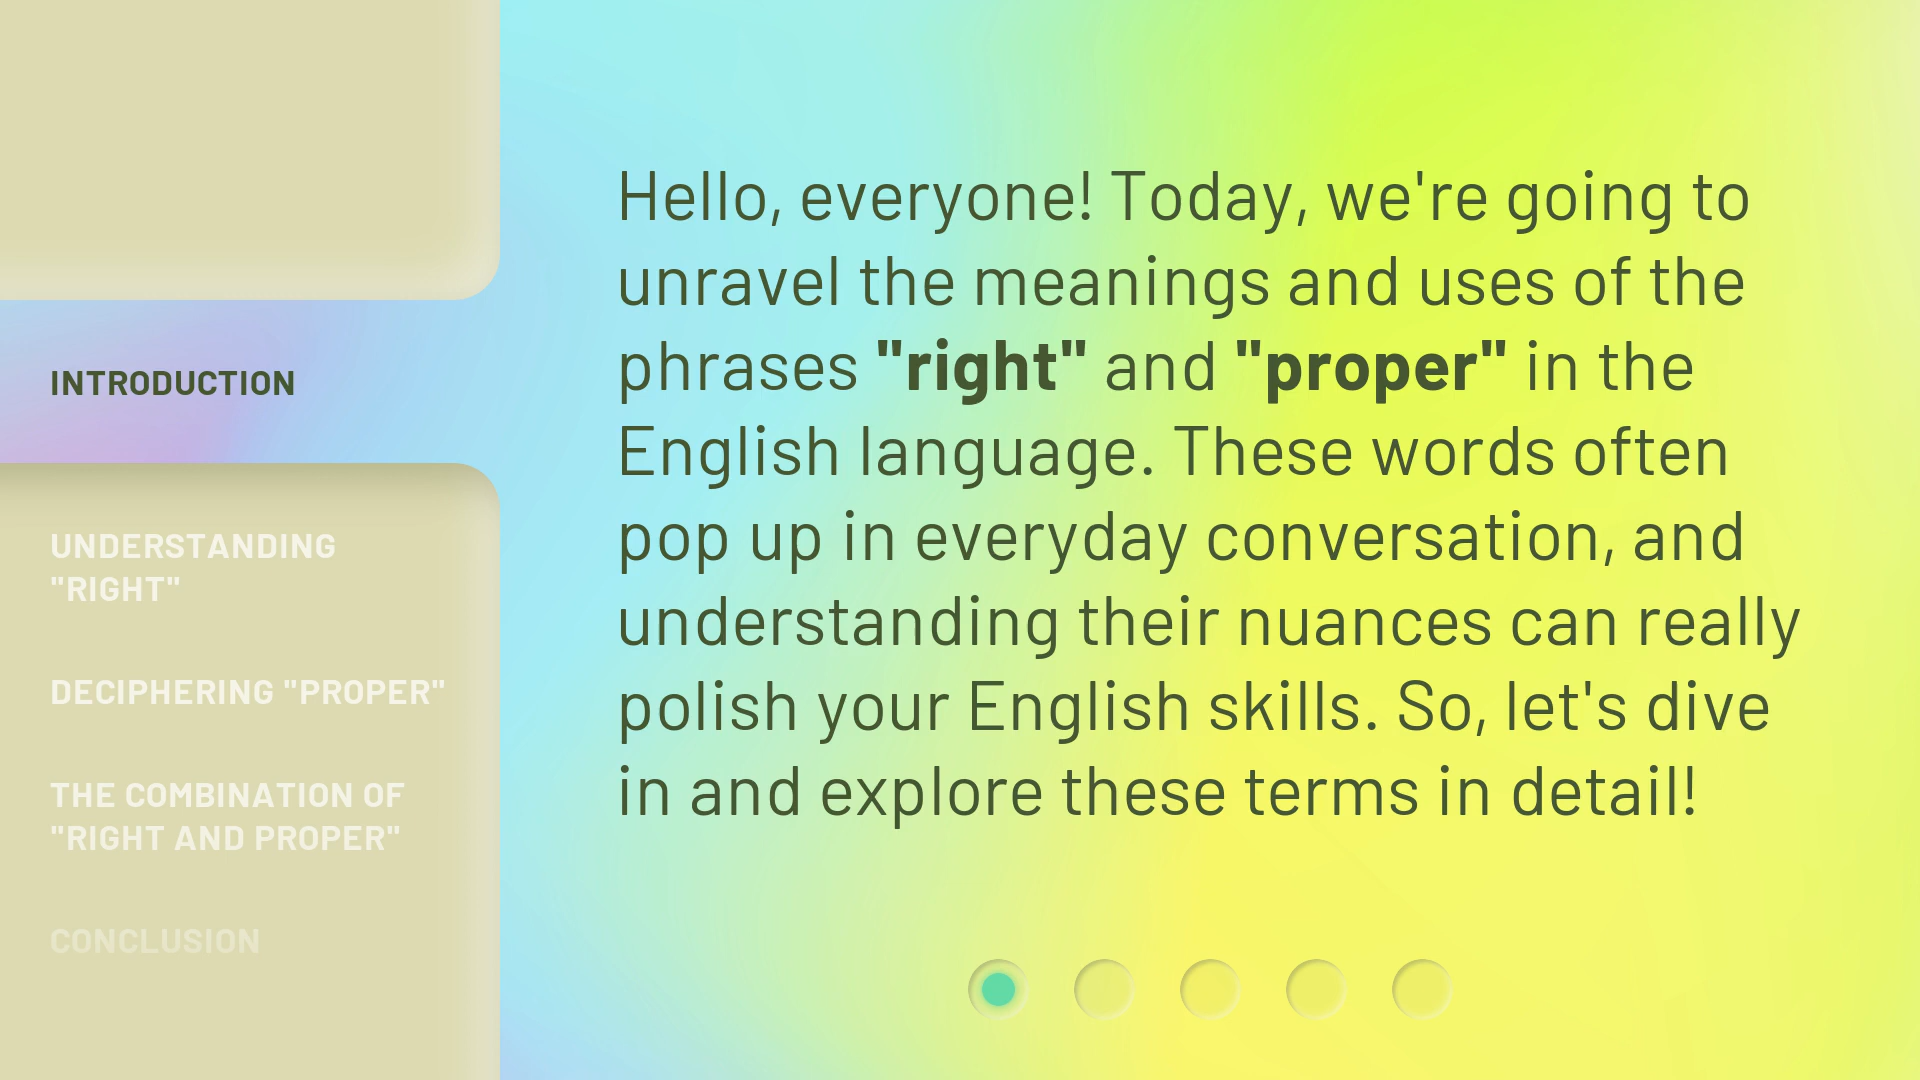 INTRODUCTION
UNDERSTANDING
"RIGHT"
DECIPHERING "PROPER"
THE COMBINATION OF
"RIGHT AND PROPER"
CONCLUSION
Hello, everyone! Today, we're going to
unravel the meanings and uses of the
phrases "right" and "proper" in the
English language. These words often
pop up in everyday conversation, and
understanding their nuances can really
polish your English skills. So, let's dive
in and explore these terms in detail!